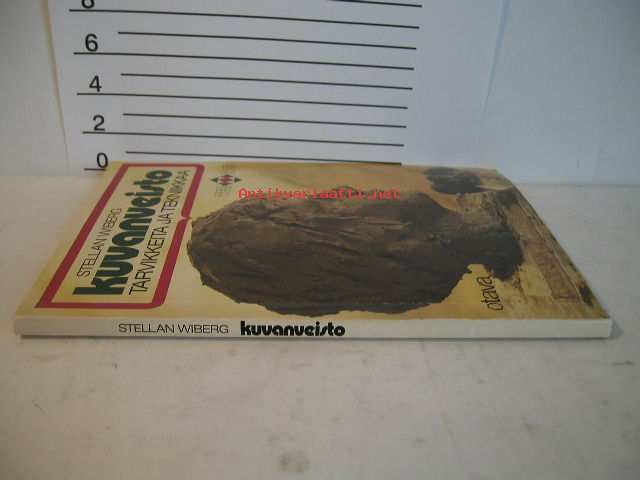 8
6
4
2
0
Antikvariaatti.net
STELLAN WIBERG
kuvanveisto
TARVIKKEITA JA TEKNIIKKAA
otava
STELLAN WIBERG kuvanveisto